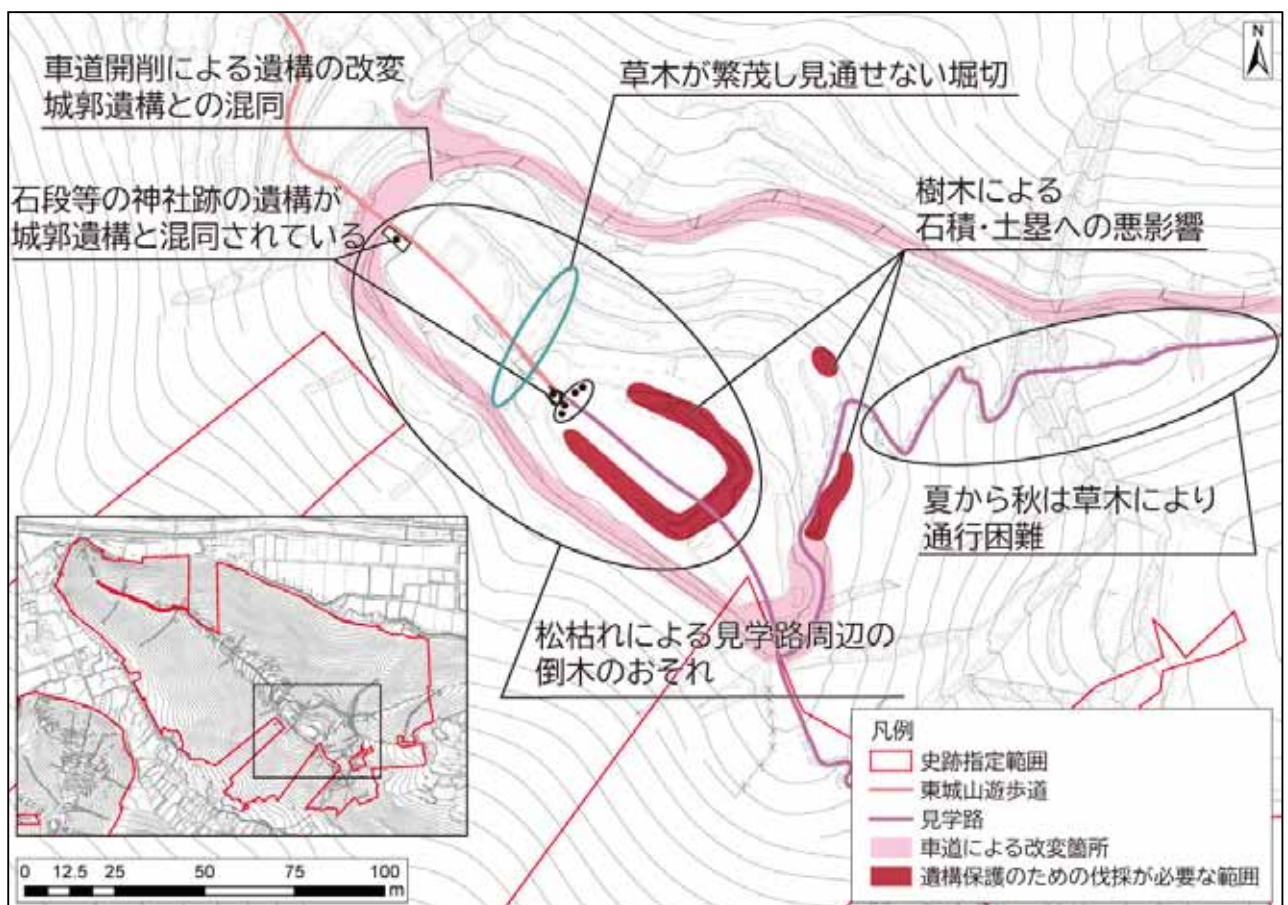 N
車道開削による遺構の改変
城郭遺構との混同
草木が繁茂し見通せない堀切
石段等の神社跡の遺構が
城郭遺構と混同されている
樹木による
石積・土塁への悪影響
夏から秋は草木により
通行困難
松枯れによる見学路周辺の
倒木のおそれ
凡例
史跡指定範囲
東城山遊歩道
見学路
車道による改変箇所
遺構保護のための伐採が必要な範囲
0 12.5 25 50 75 100
m